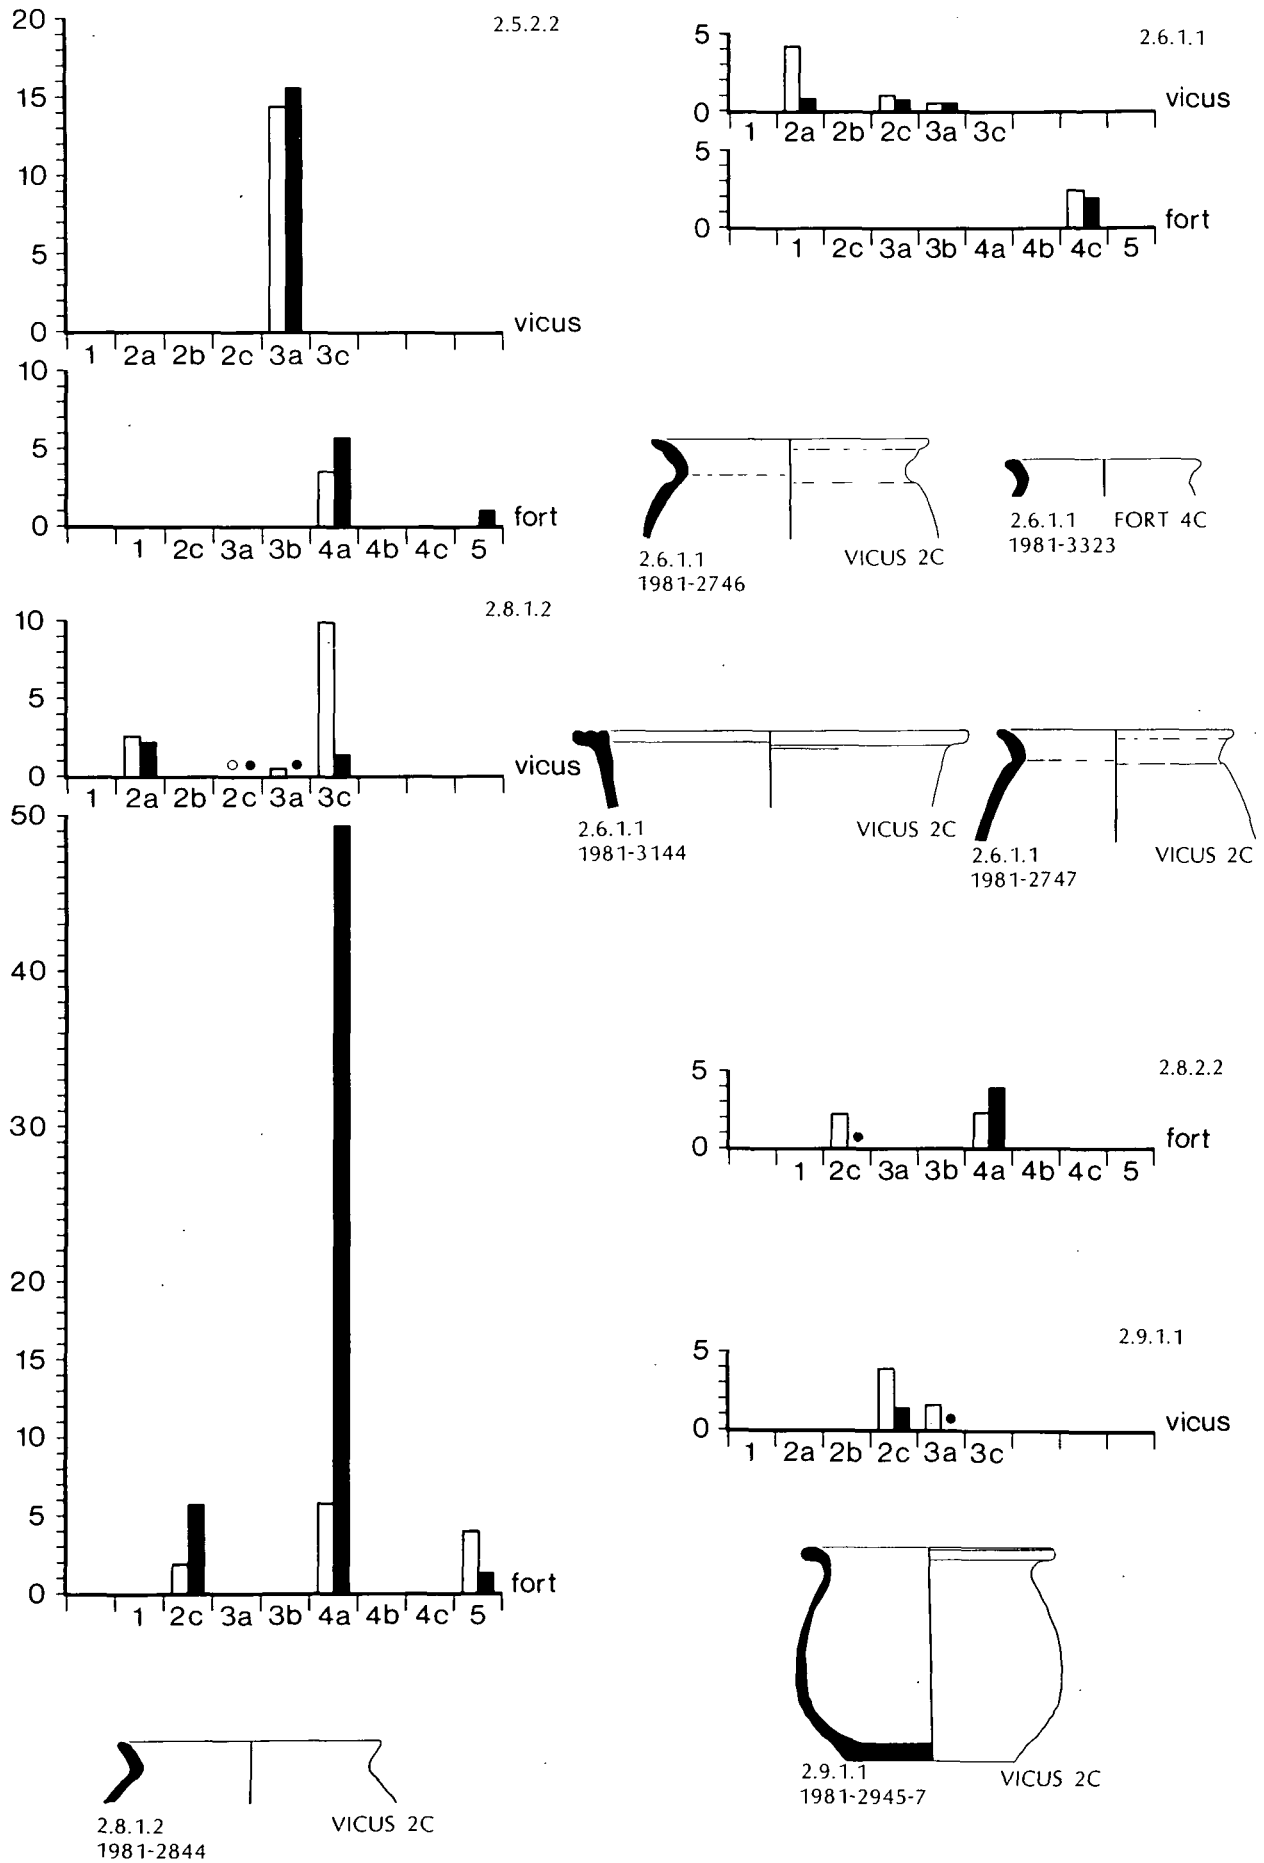 2.5.2.2
20
15
10
5
0
vicus
1 2a 2b 2c 3a 3c
10
5
0
fort
1 2c 3a 3b 4a 4b 4c 5
2.8.1.2
10
5
0
vicus
1 2a 2b 2c 3a 3c
50
40
30
20
15
10
5
0
fort
1 2c 3a 3b 4a 4b 4c 5
2.8.1.2
1981-2844
VICUS 2C
2.6.1.1
5
0
vicus
1 2a 2b 2c 3a 3c
5
0
fort
1 2c 3a 3b 4a 4b 4c 5
2.6.1.1
1981-2746
VICUS 2C
2.6.1.1 FORT 4C
1981-3323
2.6.1.1
1981-3144
VICUS 2C
2.6.1.1
1981-2747
VICUS 2C
2.8.2.2
5
0
fort
1 2c 3a 3b 4a 4b 4c 5
2.9.1.1
5
0
vicus
1 2a 2b 2c 3a 3c
2.9.1.1
1981-2945-7
VICUS 2C